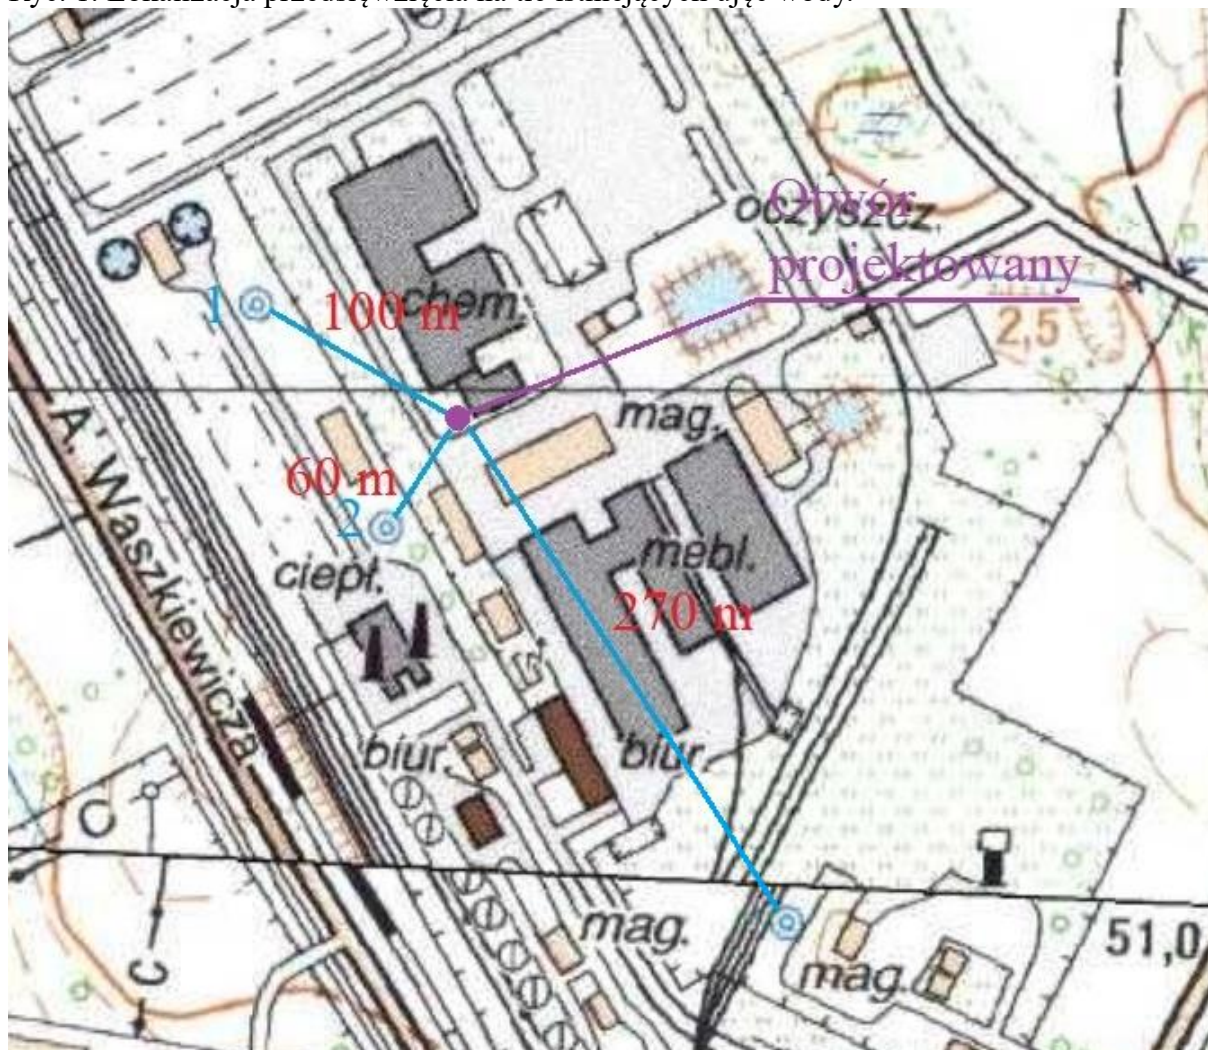 Ryc. 1. Lokalizacja przedsięwzięcia na tle istniejących ujęć wody.
oczyszcz.
Otwór
projektowany
1
100 m
chem.
2,5
A. Waszkiewicza
mag.
60 m
2
ciepł.
mebl.
270 m
biur.
biur.
C
mag.
51,0
mag.
C